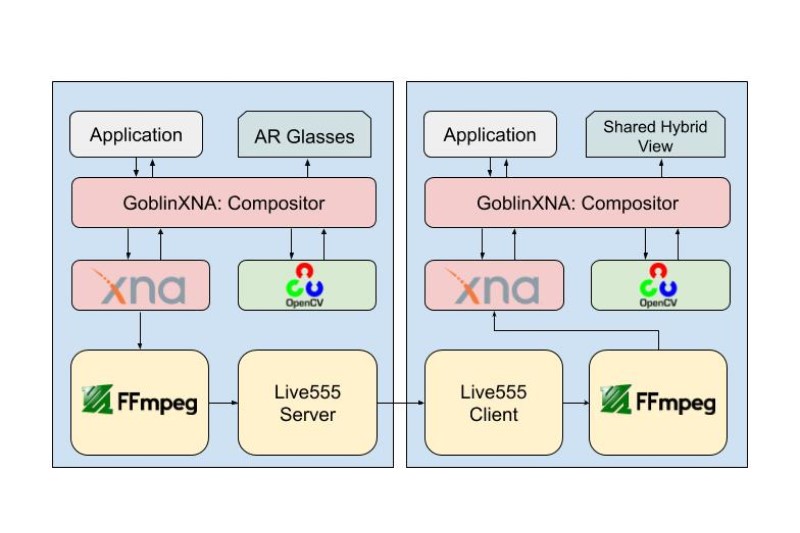 Application
AR Glasses
GoblinXNA: Compositor
xna
OpenCV
FFmpeg
Live555
Server
Application
Shared Hybrid
View
GoblinXNA: Compositor
xna
OpenCV
Live555
Client
FFmpeg